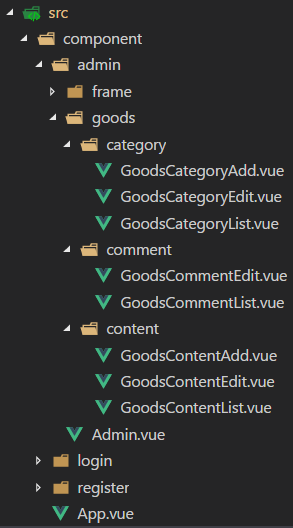 src
component
admin
frame
goods
category
GoodsCategoryAdd.vue
GoodsCategoryEdit.vue
GoodsCategoryList.vue
comment
GoodsCommentEdit.vue
GoodsCommentList.vue
content
GoodsContentAdd.vue
GoodsContentEdit.vue
GoodsContentList.vue
Admin.vue
login
register
App.vue